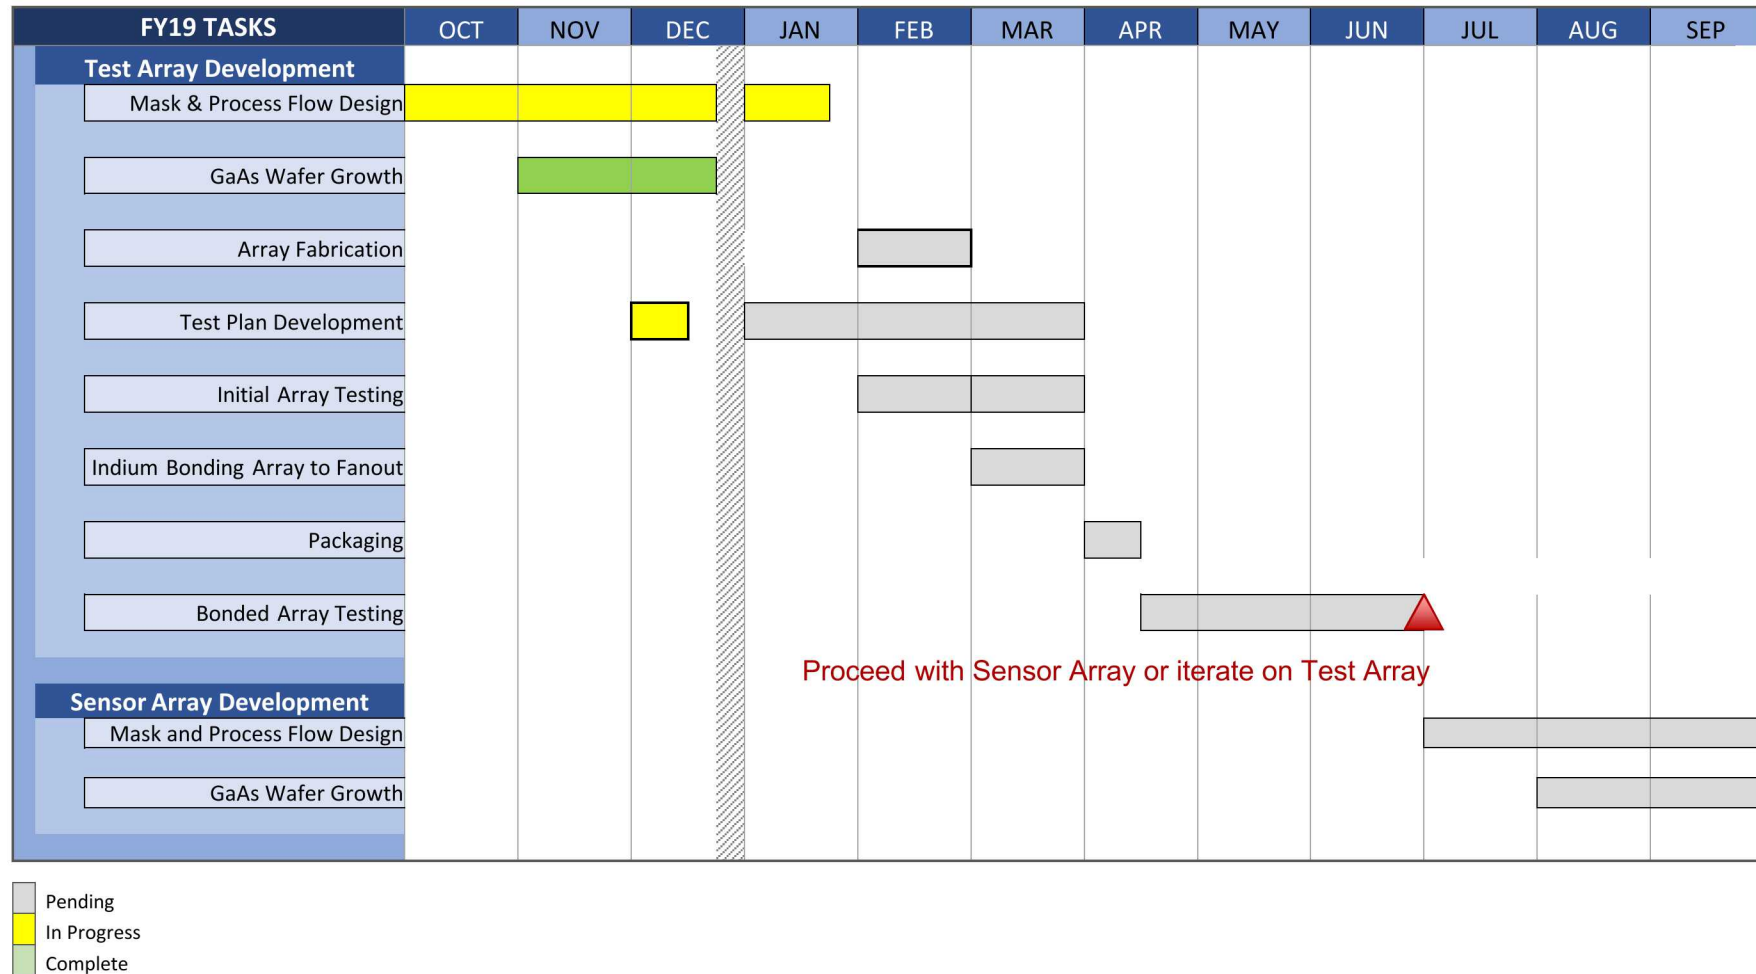 FY19 TASKS OCT NOV DEC JAN FEB MAR APR MAY JUN JUL AUG SEP
Test Array Development
Mask & Process Flow Design
GaAs Wafer Growth
Array Fabrication
Test Plan Development
Initial Array Testing
Indium Bonding Array to Fanout
Packaging
Bonded Array Testing
Proceed with Sensor Array or iterate on Test Array
Sensor Array Development
Mask and Process Flow Design
GaAs Wafer Growth
Pending
In Progress
Complete